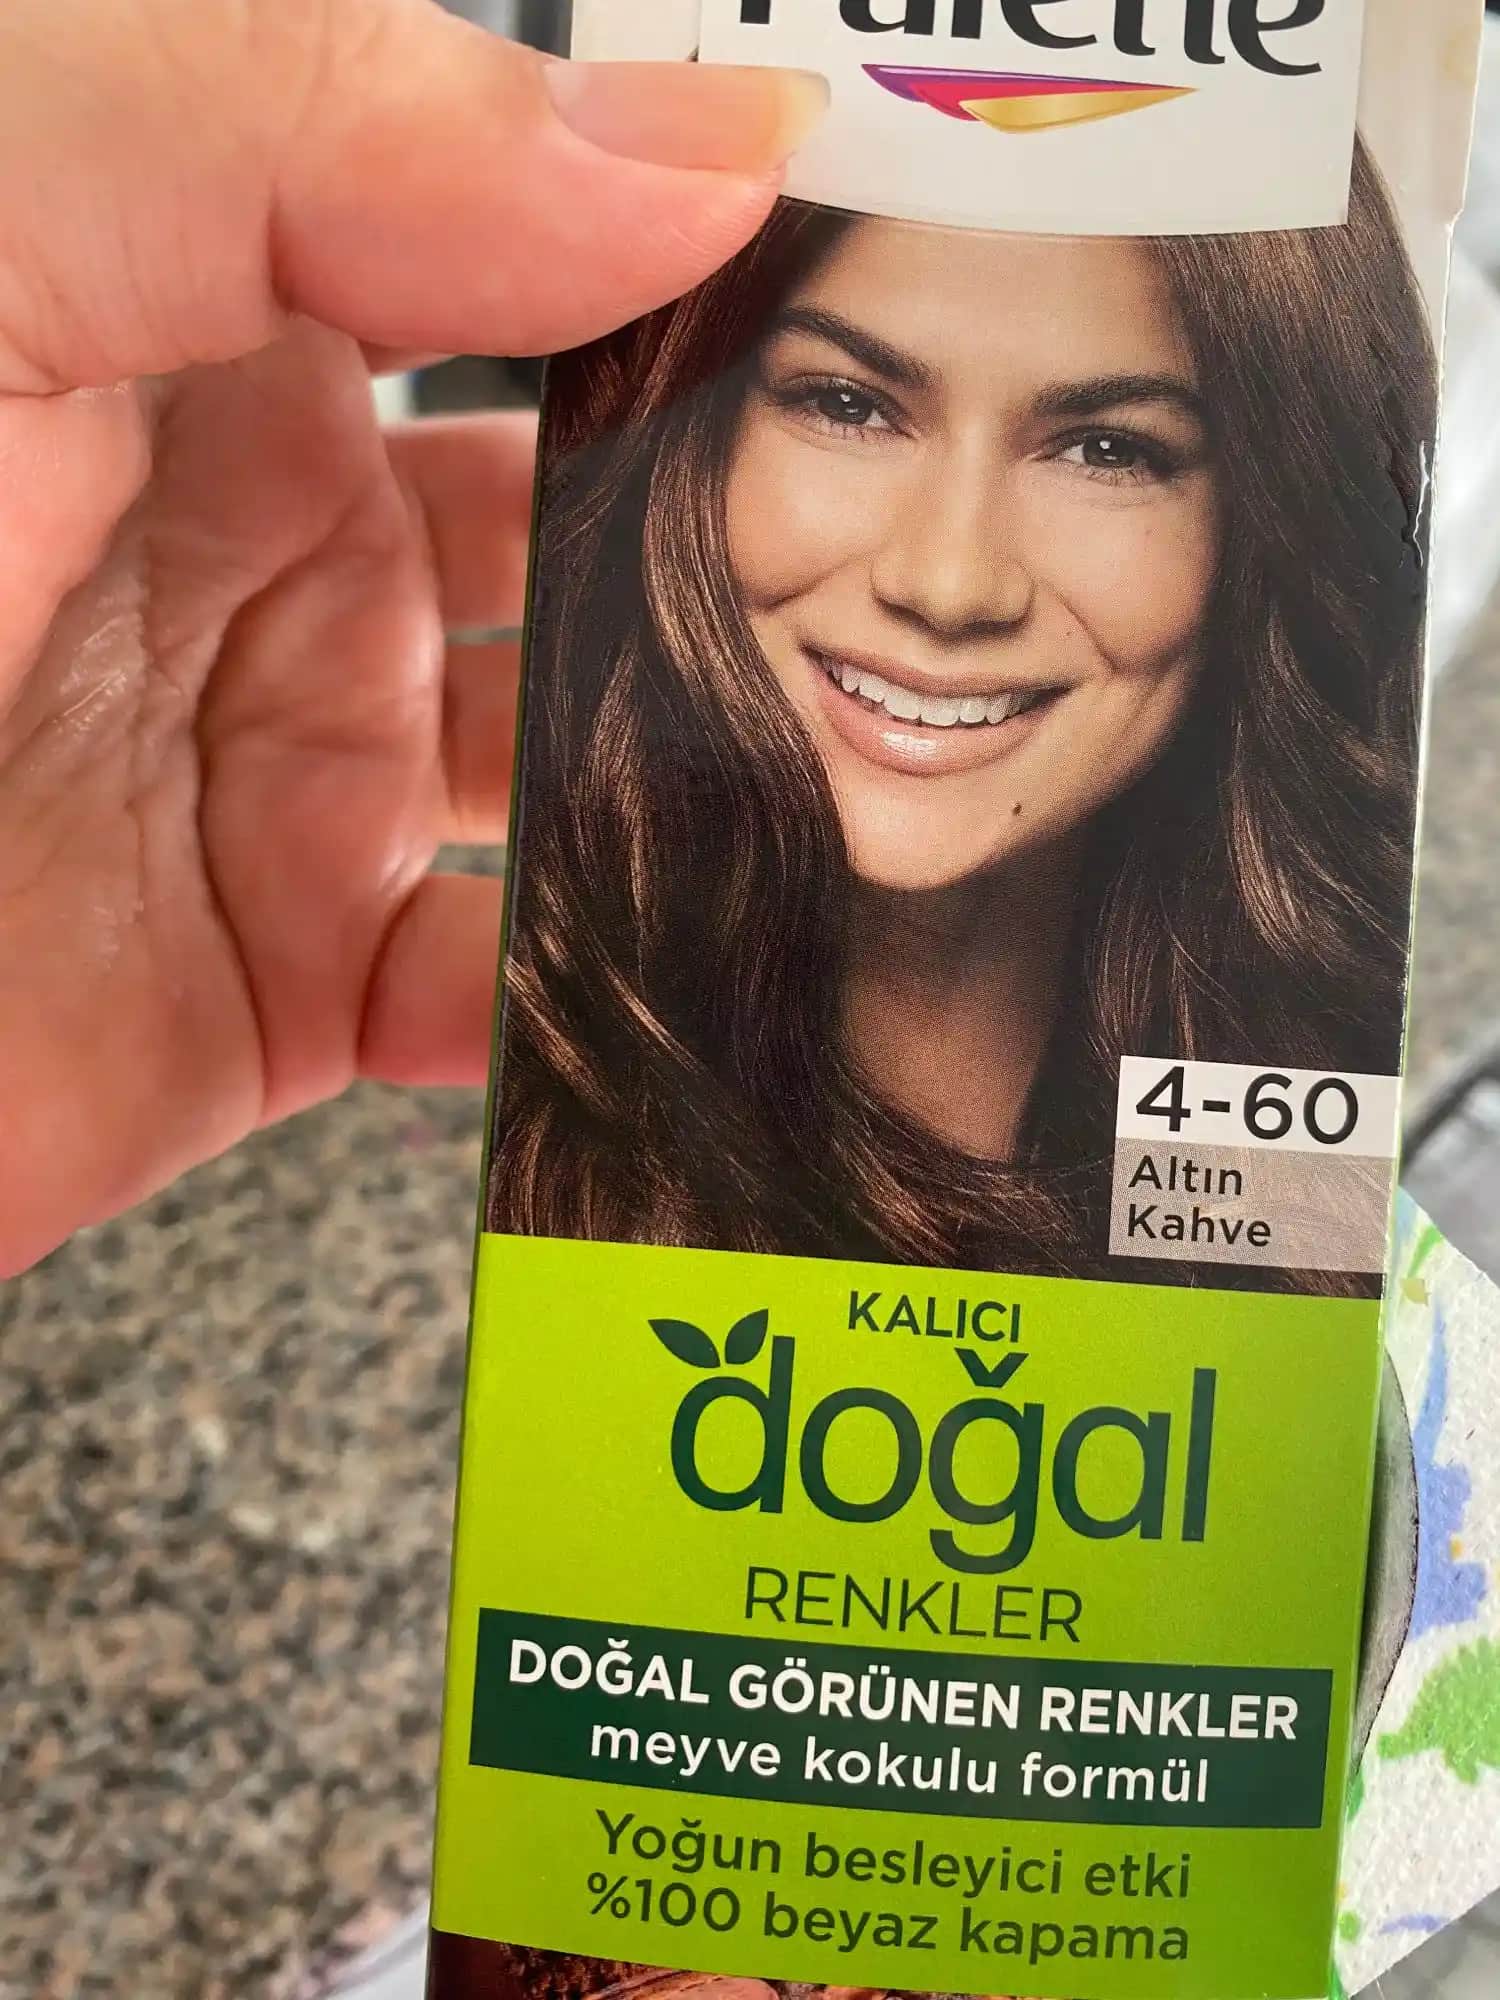 Palette
4-60
Altın
Kahve
KALICI
doğal
RENKLER
DOĞAL GÖRÜNEN RENKLER
meyve kokulu formül
Yoğun besleyici etki
%100 beyaz kapama